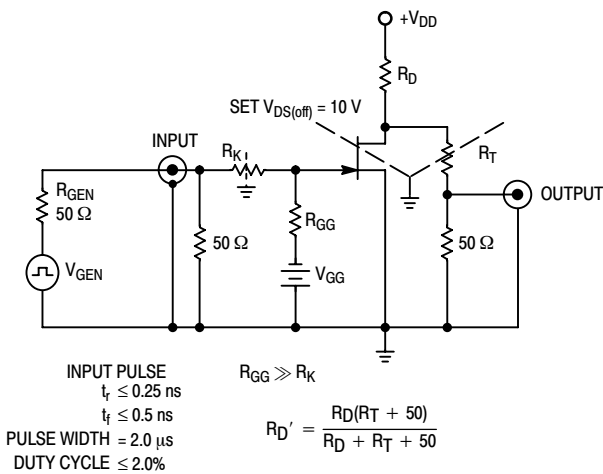 +VDD
RD
SET VDS(off) = 10 V
INPUT
RK
RT
RGEN
50 Ω
OUTPUT
RGG
50 Ω
50 Ω
VGEN
VGG
INPUT PULSE
tr ≤ 0.25 ns
tf ≤ 0.5 ns
PULSE WIDTH = 2.0 μs
DUTY CYCLE ≤ 2.0%
RGG ≫ RK
RD′ = RD(RT + 50) / RD + RT + 50